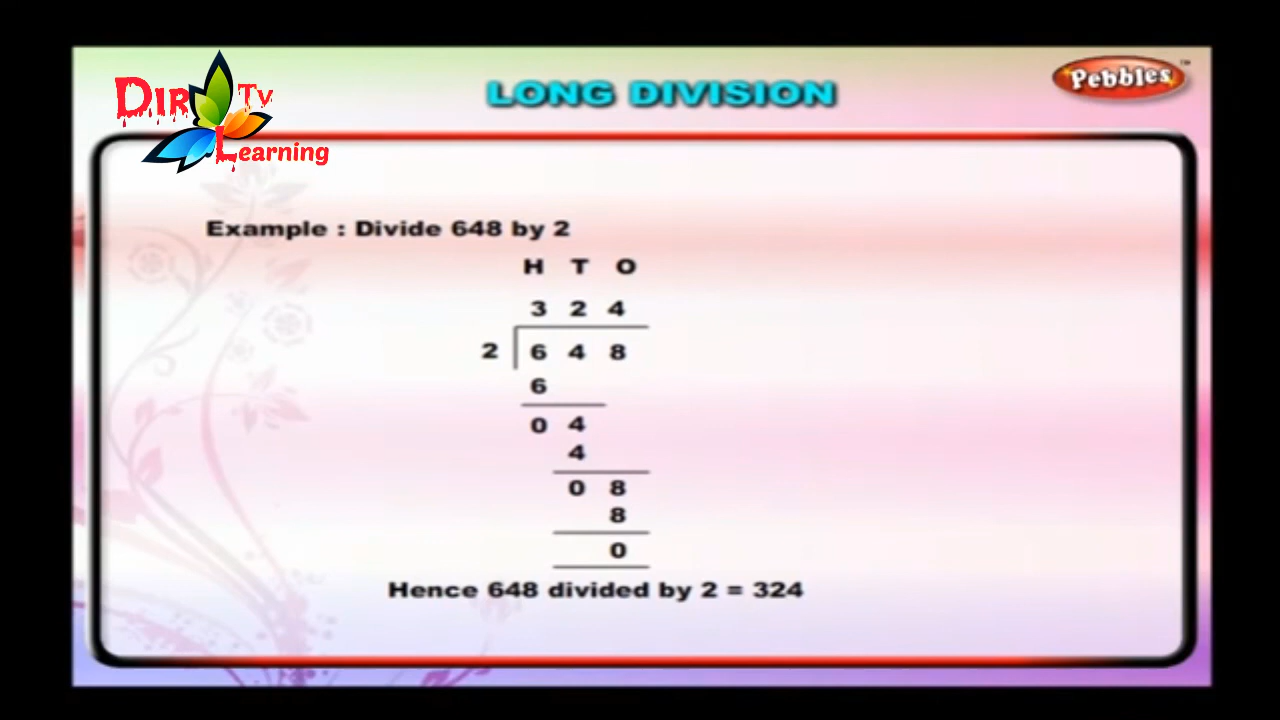 DIR Tv
Learning
LONG DIVISION
Pebbles™
Example : Divide 648 by 2
H T O
3 2 4
2 6 4 8
6
0 4
4
0 8
8
0
Hence 648 divided by 2 = 324